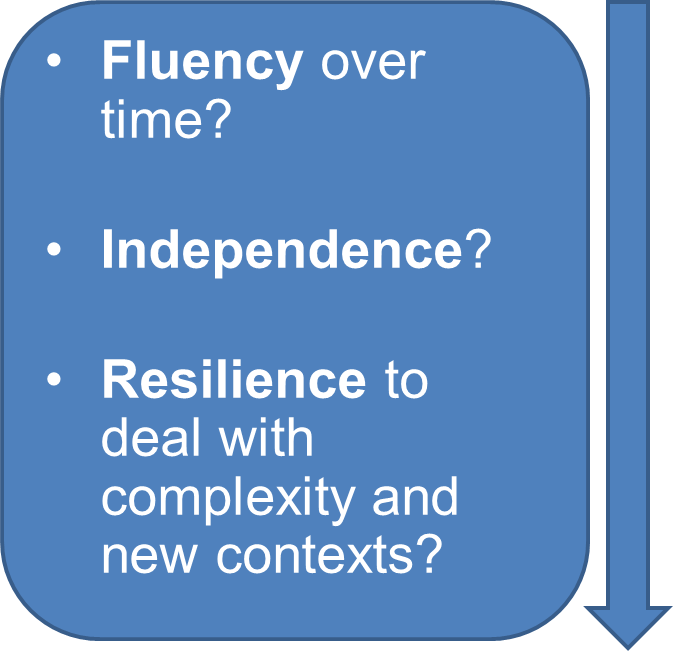 • Fluency over
time?
• Independence?
• Resilience to
deal with
complexity and
new contexts?